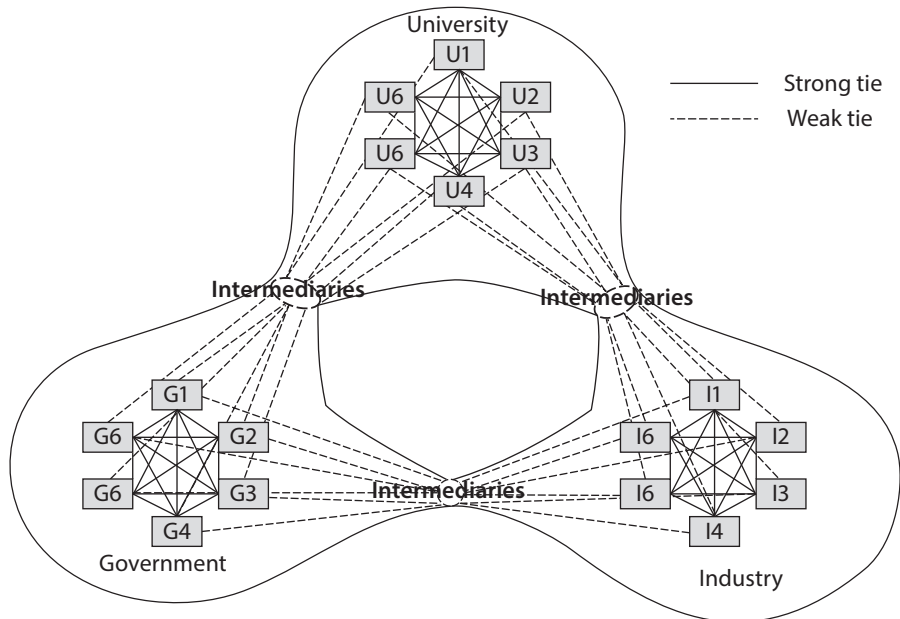 University
U1
U6
U2
U6
U3
U4
Strong tie
Weak tie
Intermediaries
Intermediaries
G1
G6
G2
G6
G3
G4
Government
I1
I6
I2
I6
I3
I4
Industry
Intermediaries